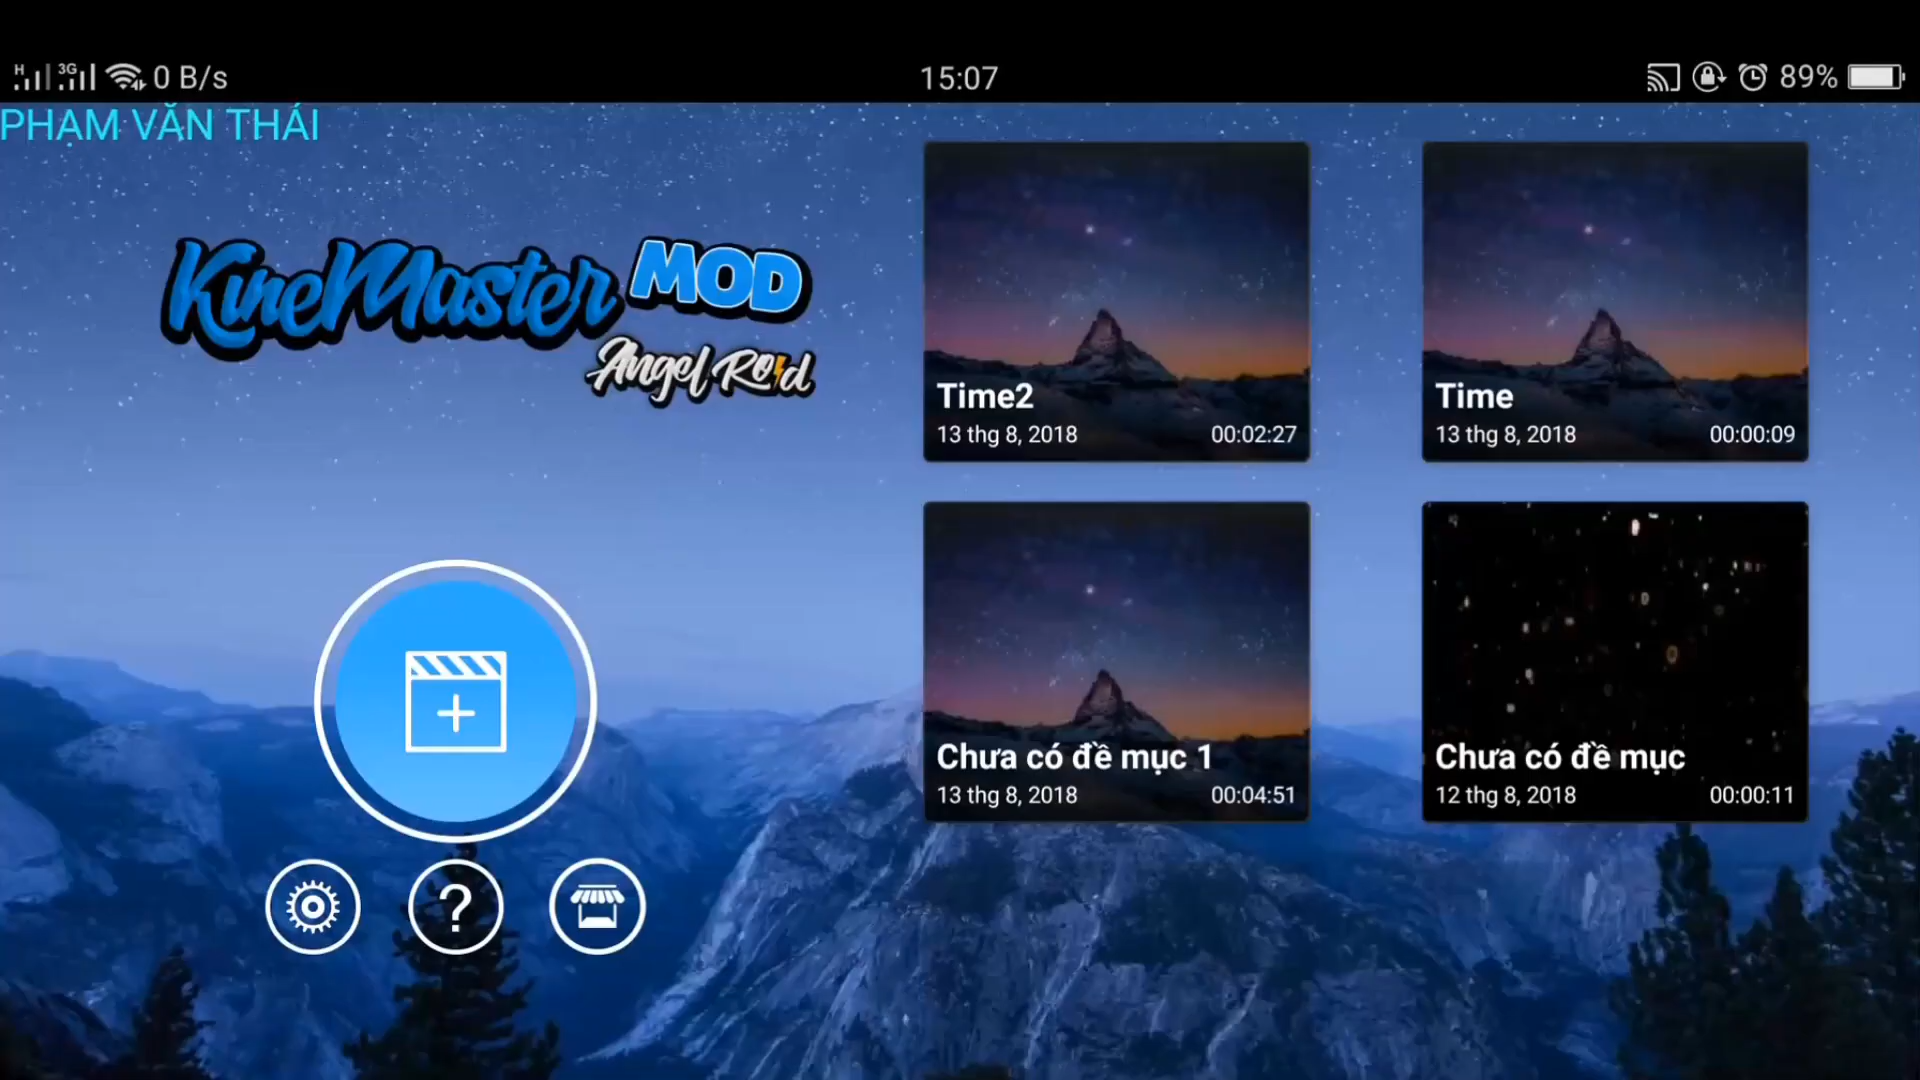 H 3G 0 B/s 15:07 89%
PHẠM VĂN THÁI
KineMaster MOD
Angel Roid
Time2
13 thg 8, 2018 00:02:27
Time
13 thg 8, 2018 00:00:09
Chưa có đề mục 1
13 thg 8, 2018 00:04:51
Chưa có đề mục
12 thg 8, 2018 00:00:11
?